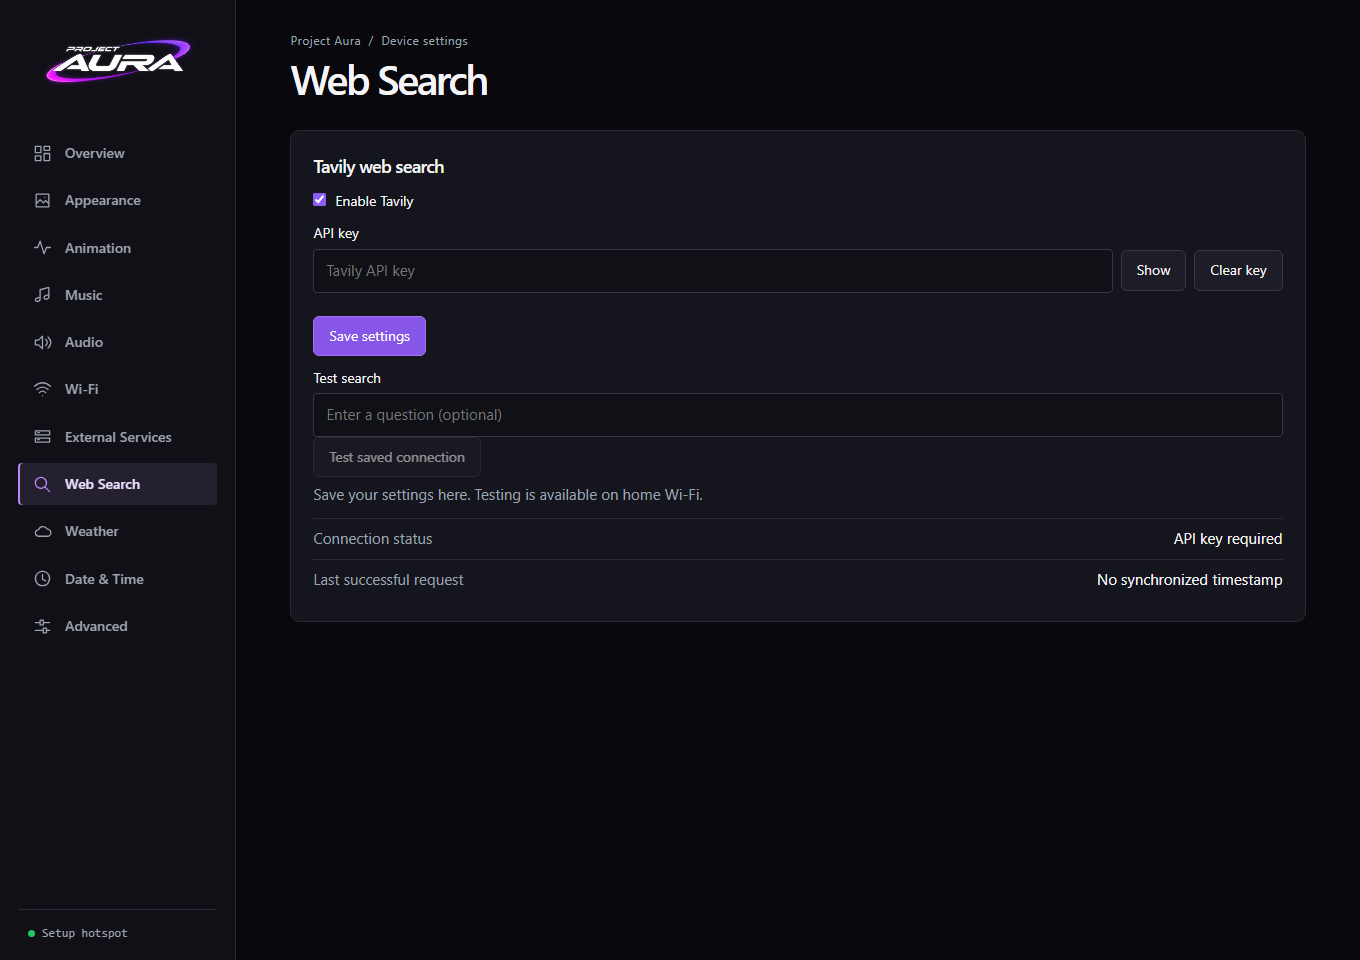 PROJECT
AURA
Overview
Appearance
Animation
Music
Audio
Wi-Fi
External Services
Web Search
Weather
Date & Time
Advanced
Setup hotspot
Project Aura / Device settings
Web Search
Tavily web search
Enable Tavily
API key
Tavily API key
Show
Clear key
Save settings
Test search
Enter a question (optional)
Test saved connection
Save your settings here. Testing is available on home Wi-Fi.
Connection status API key required
Last successful request No synchronized timestamp